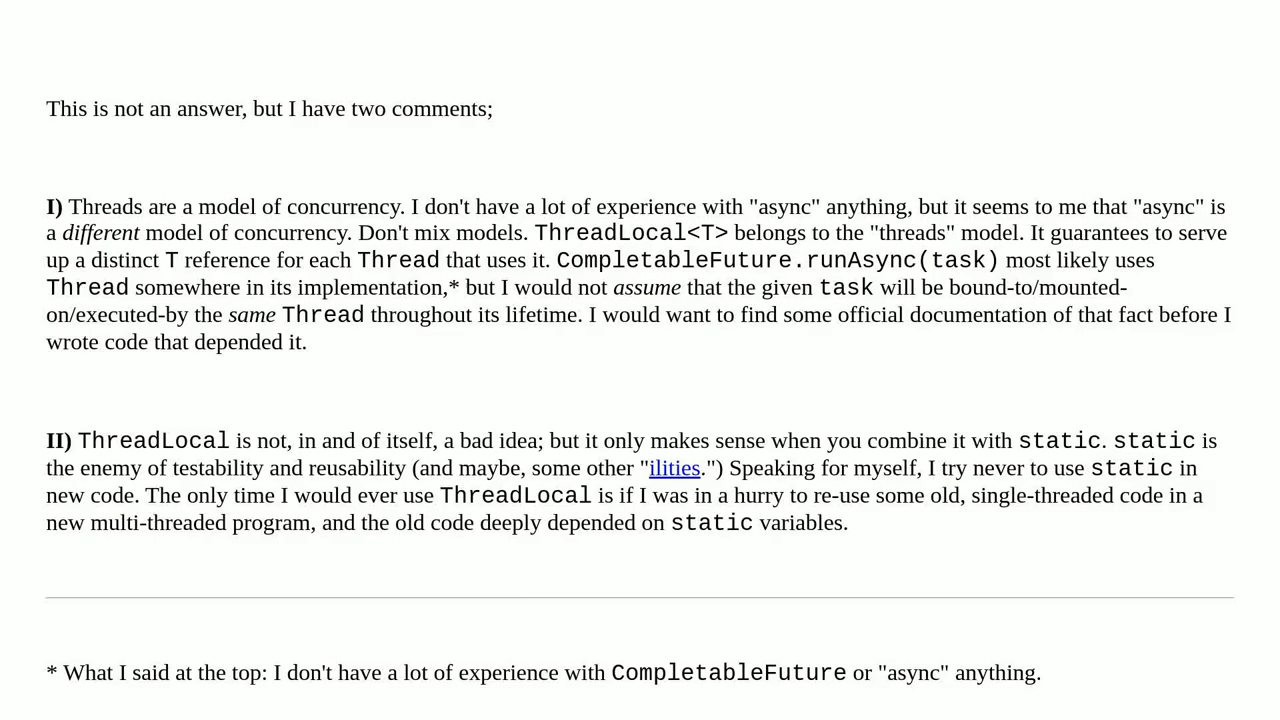 This is not an answer, but I have two comments;
I) Threads are a model of concurrency. I don't have a lot of experience with "async" anything, but it seems to me that "async" is
a different model of concurrency. Don't mix models. ThreadLocal<T> belongs to the "threads" model. It guarantees to serve
up a distinct T reference for each Thread that uses it. CompletableFuture.runAsync(task) most likely uses
Thread somewhere in its implementation,* but I would not assume that the given task will be bound-to/mounted-
on/executed-by the same Thread throughout its lifetime. I would want to find some official documentation of that fact before I
wrote code that depended it.
II) ThreadLocal is not, in and of itself, a bad idea; but it only makes sense when you combine it with static. static is
the enemy of testability and reusability (and maybe, some other "ilities.") Speaking for myself, I try never to use static in
new code. The only time I would ever use ThreadLocal is if I was in a hurry to re-use some old, single-threaded code in a
new multi-threaded program, and the old code deeply depended on static variables.
* What I said at the top: I don't have a lot of experience with CompletableFuture or "async" anything.